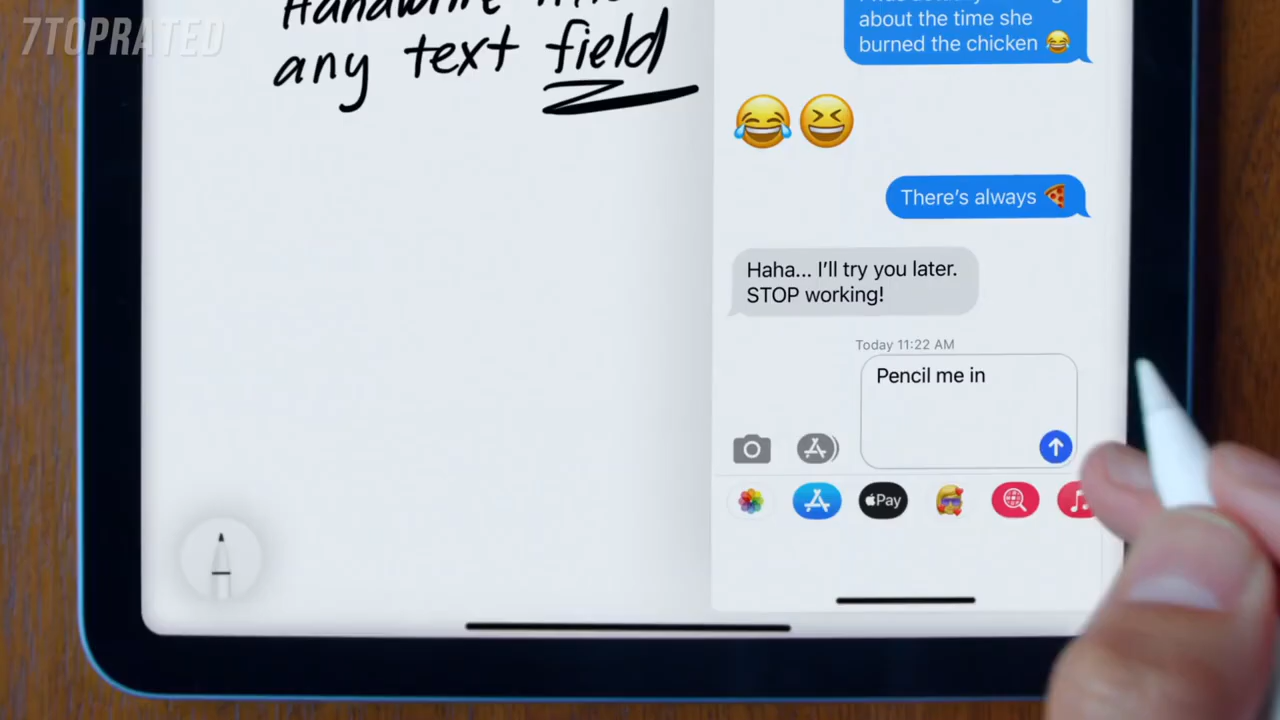 7TOPRATED
Handwrite
any text field
about the time she
burned the chicken 😂
😂 😆
There's always 🍕
Haha... I'll try you later.
STOP working!
Today 11:22 AM
Pencil me in
Pay